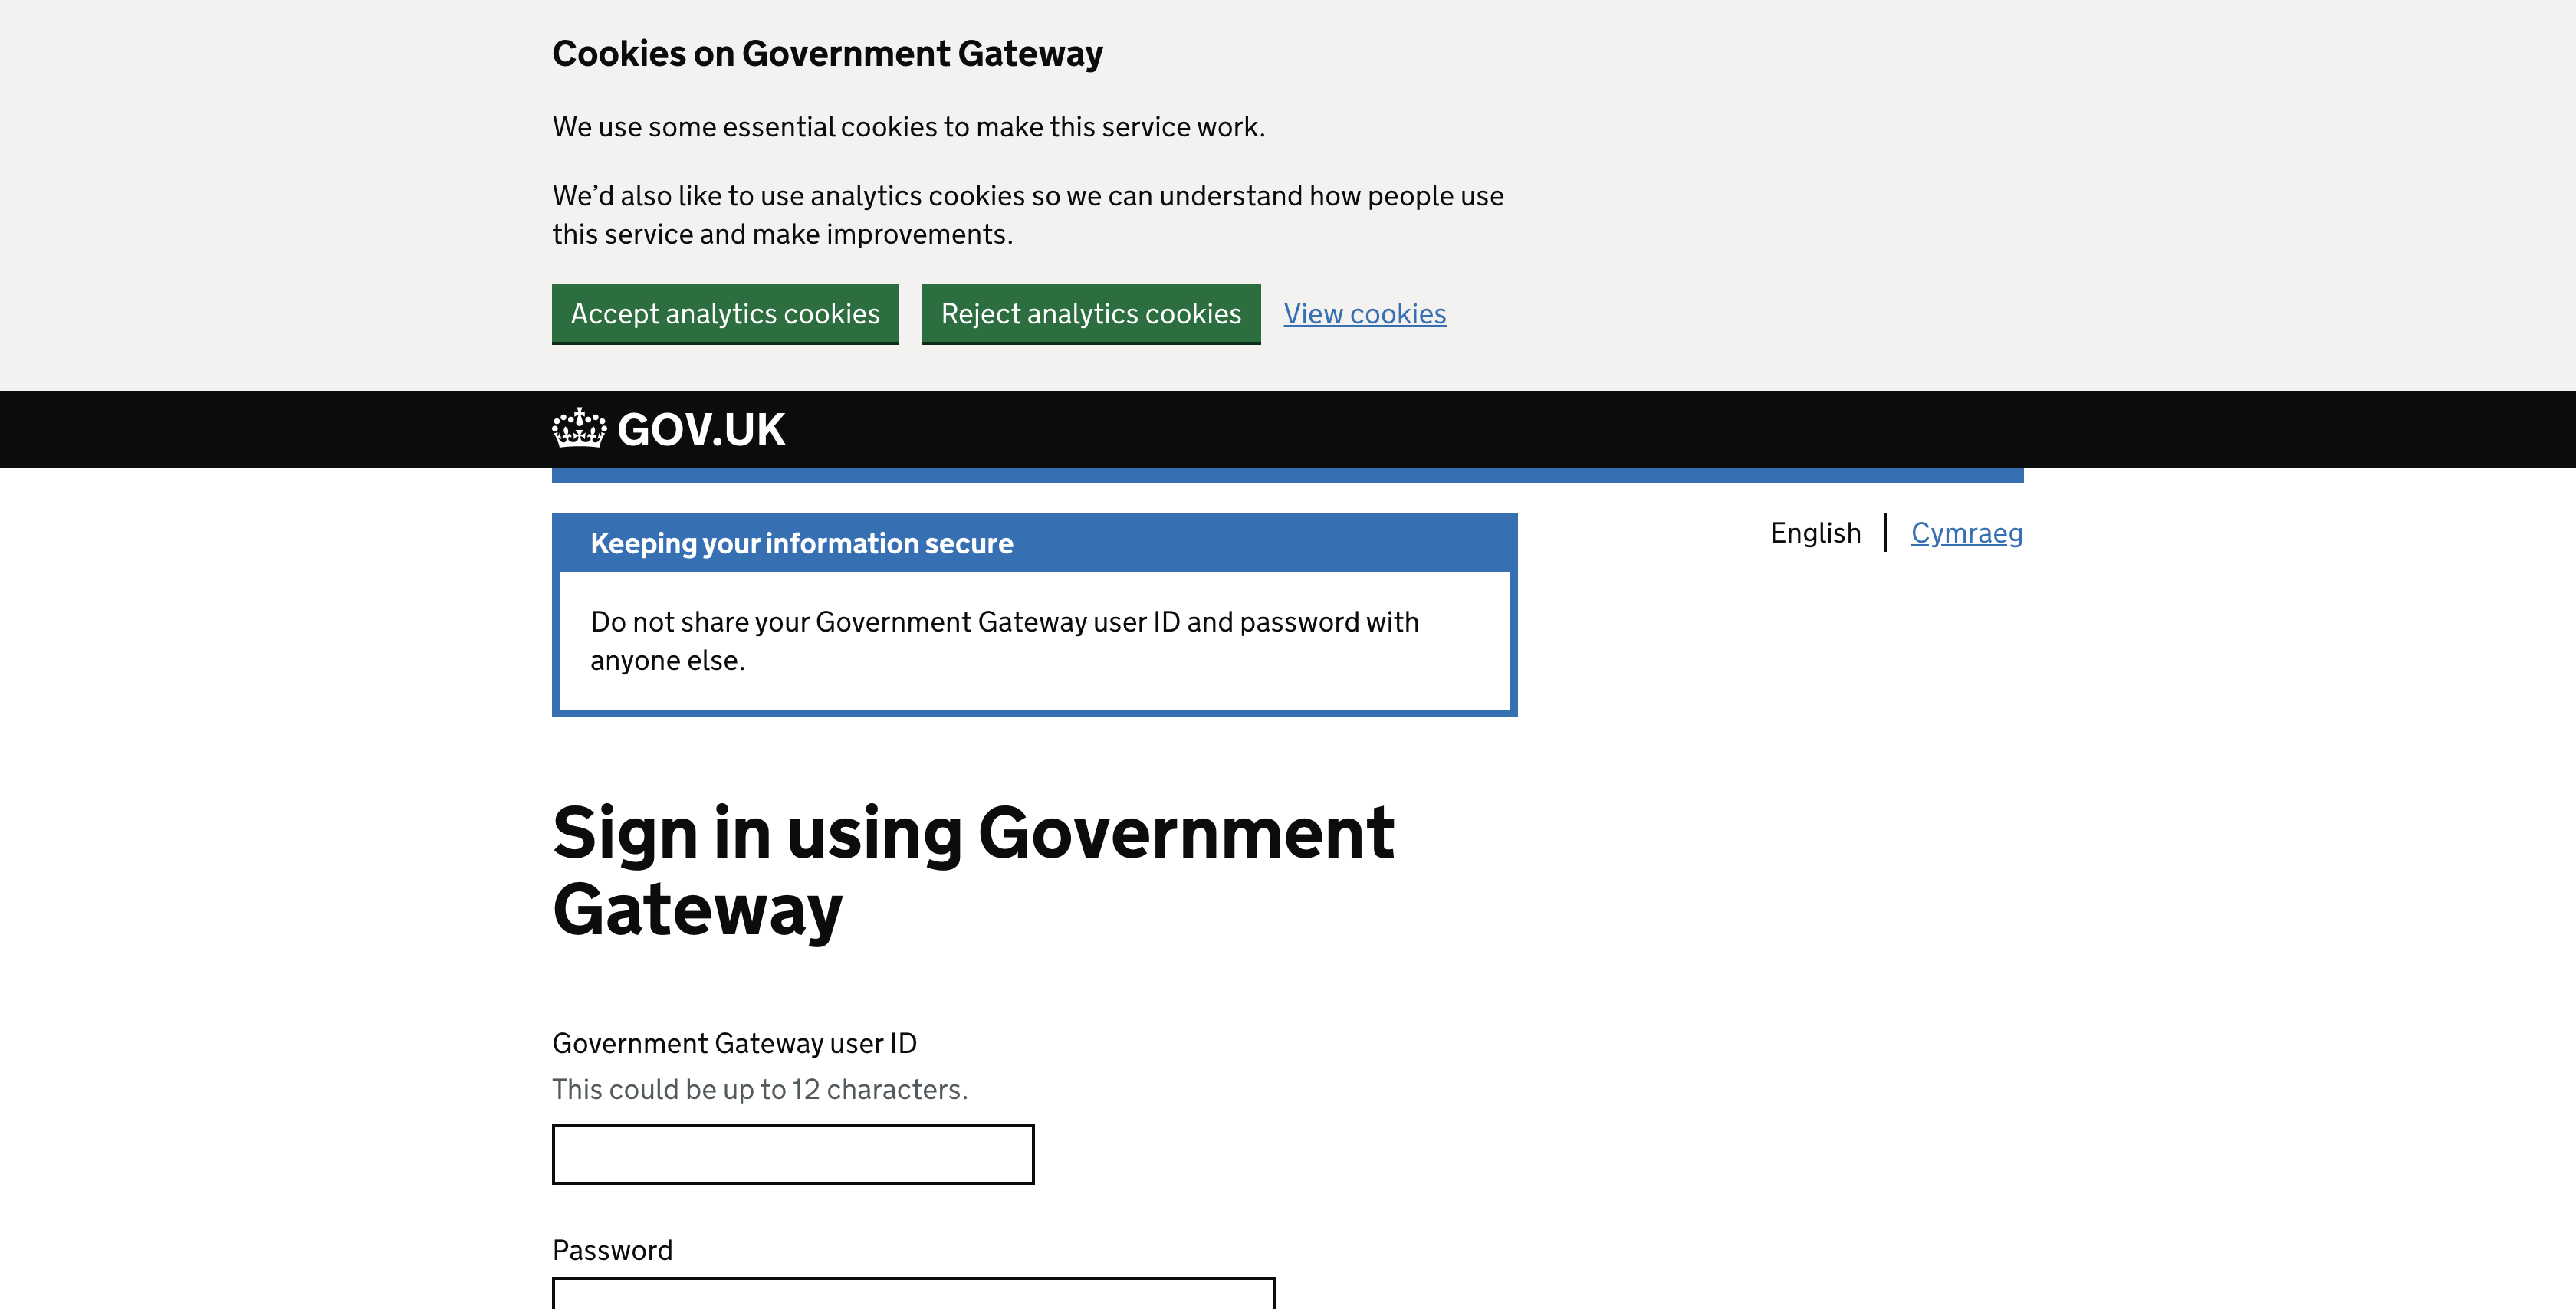 Cookies on Government Gateway
We use some essential cookies to make this service work.
We’d also like to use analytics cookies so we can understand how people use
this service and make improvements.
Accept analytics cookies
Reject analytics cookies
View cookies
GOV.UK
Keeping your information secure
English
Cymraeg
Do not share your Government Gateway user ID and password with
anyone else.
Sign in using Government
Gateway
Government Gateway user ID
This could be up to 12 characters.
Password